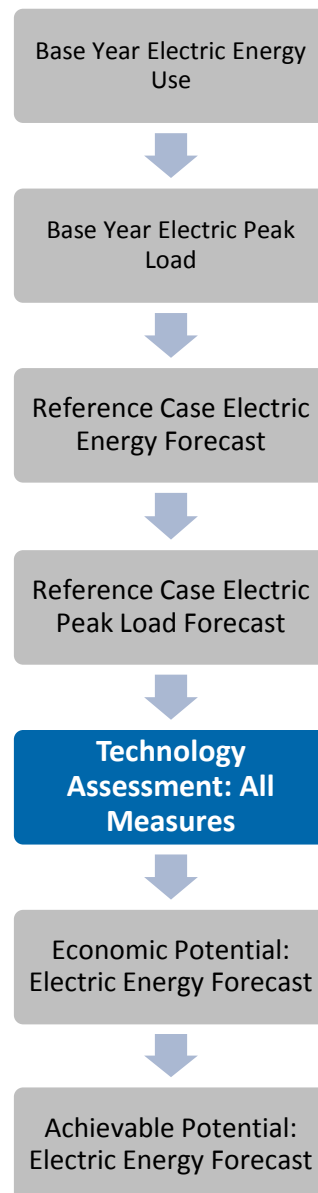 Base Year Electric Energy
Use
Base Year Electric Peak
Load
Reference Case Electric
Energy Forecast
Reference Case Electric
Peak Load Forecast
Technology
Assessment: All
Measures
Economic Potential:
Electric Energy Forecast
Achievable Potential:
Electric Energy Forecast